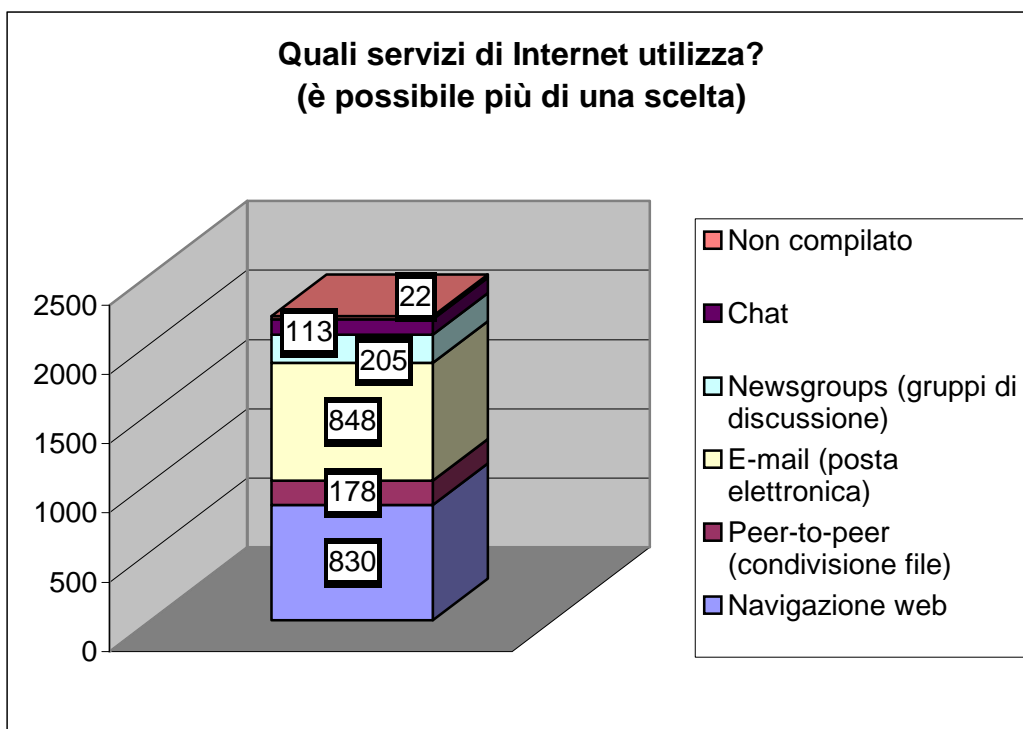 Quali servizi di Internet utilizza?
(è possibile più di una scelta)
2500
2000
1500
1000
500
0
22
113
205
848
178
830
Non compilato
Chat
Newsgroups (gruppi di
discussione)
E-mail (posta
elettronica)
Peer-to-peer
(condivisione file)
Navigazione web